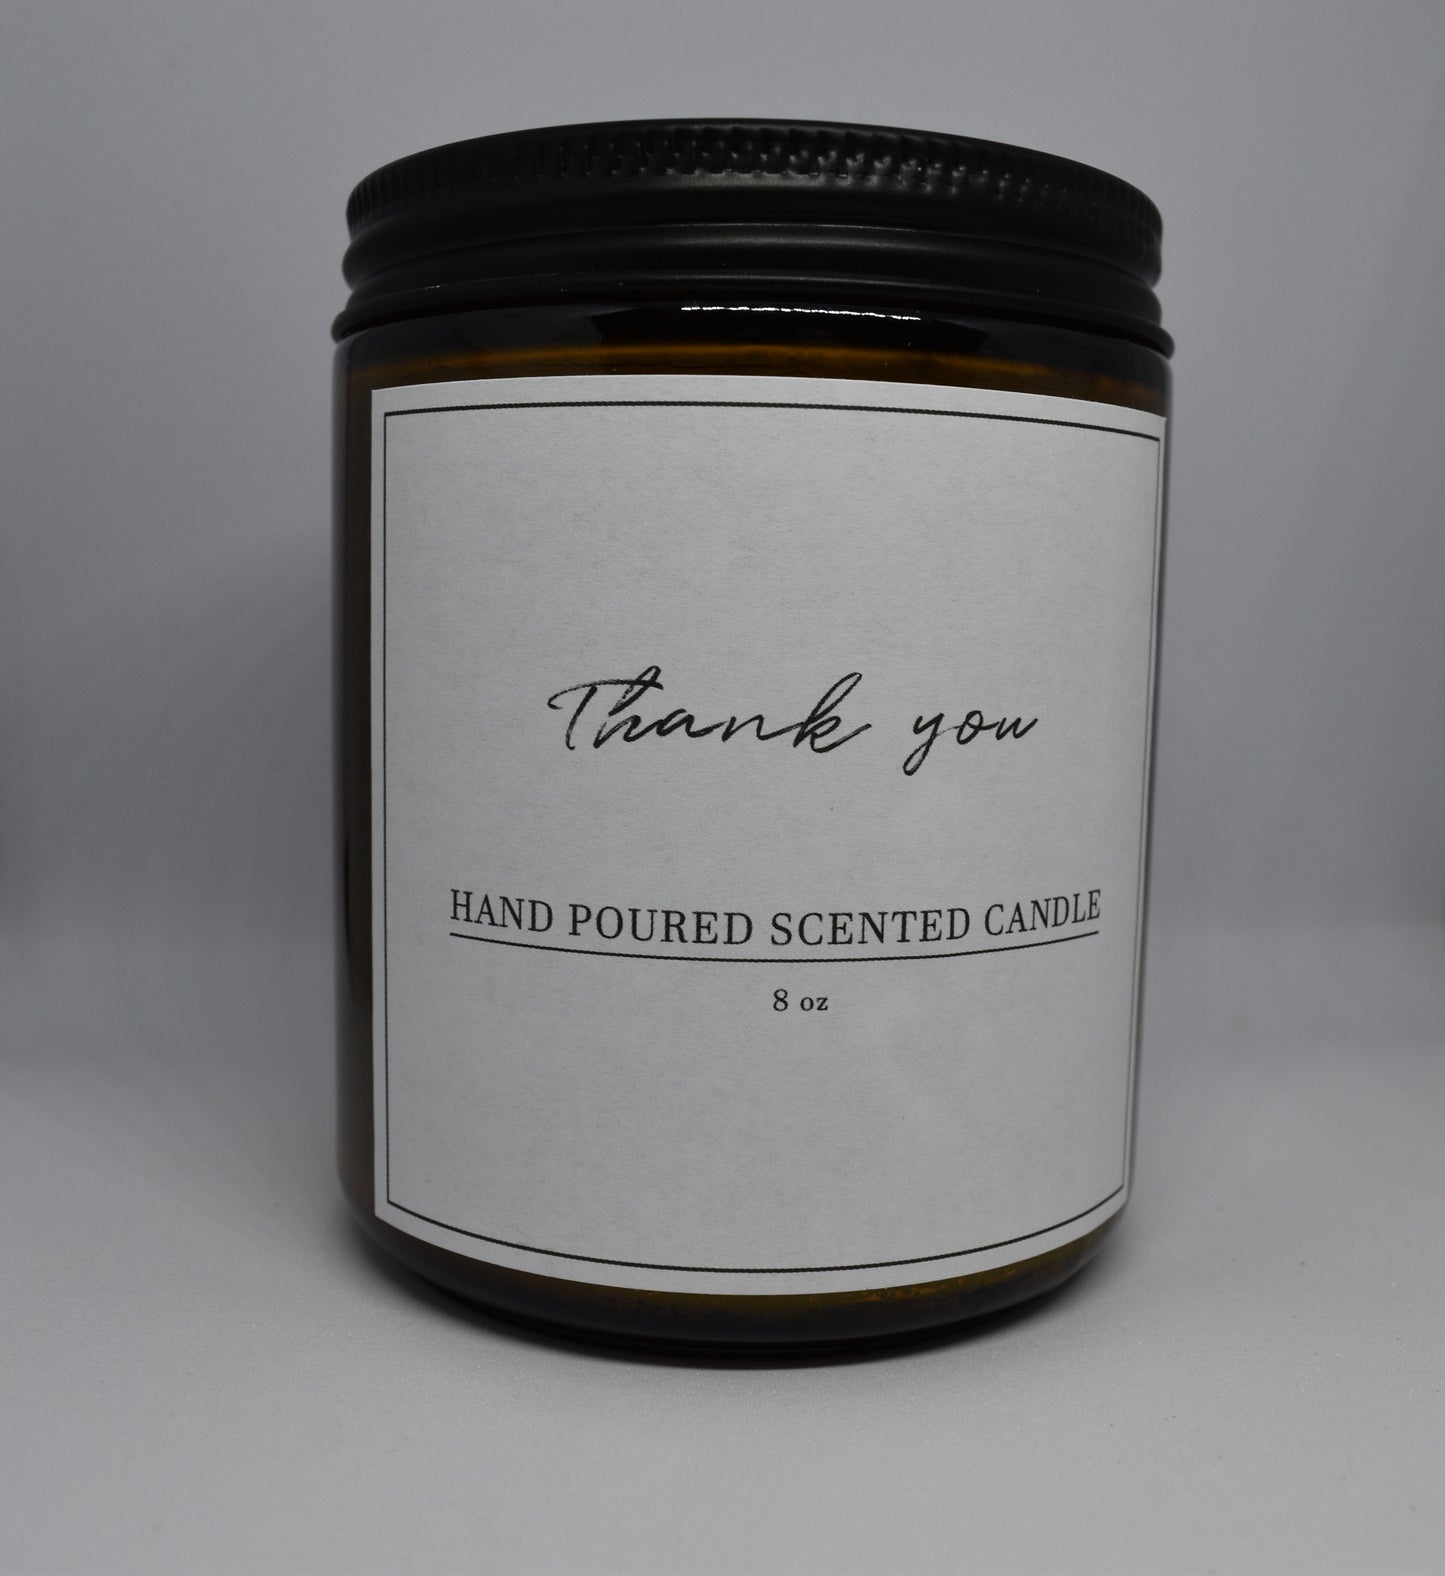 Thank you
HAND POURED SCENTED CANDLE
8 oz